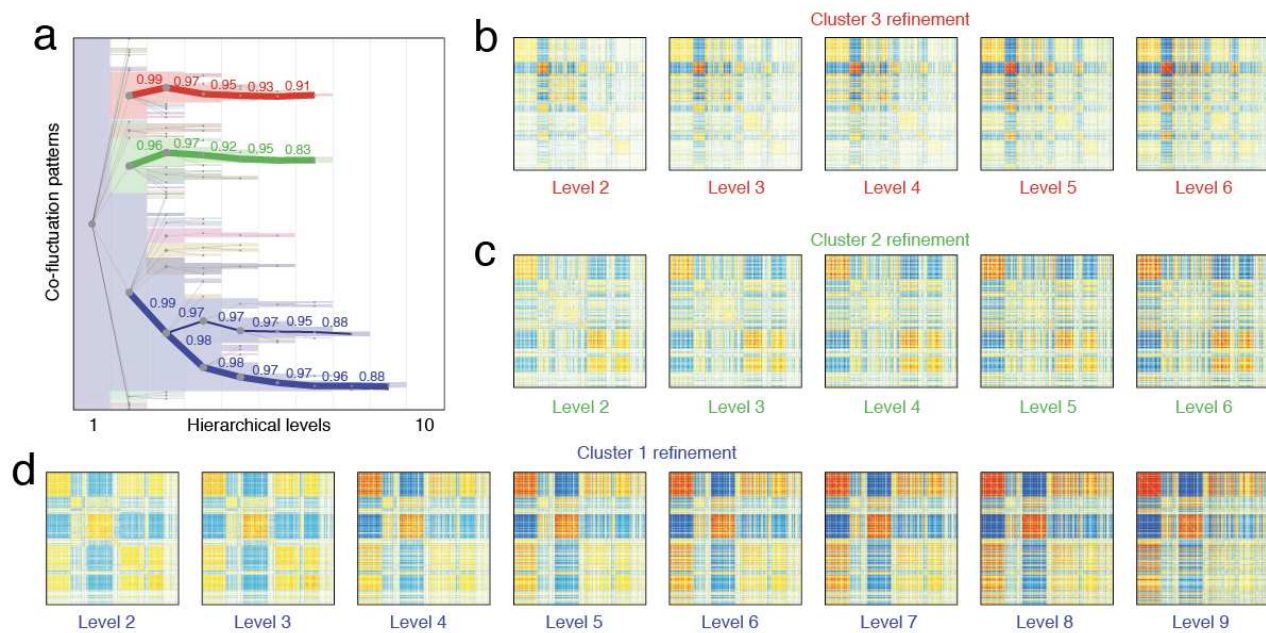 a
Co-fluctuation patterns
0.99 0.97 0.95 0.93 0.91
0.96 0.97 0.92 0.95 0.83
0.99 0.97 0.97 0.97 0.95 0.88
0.98 0.98 0.97 0.97 0.96 0.88
1 Hierarchical levels 10
b
Cluster 3 refinement
Level 2 Level 3 Level 4 Level 5 Level 6
c
Cluster 2 refinement
Level 2 Level 3 Level 4 Level 5 Level 6
d
Cluster 1 refinement
Level 2 Level 3 Level 4 Level 5 Level 6 Level 7 Level 8 Level 9